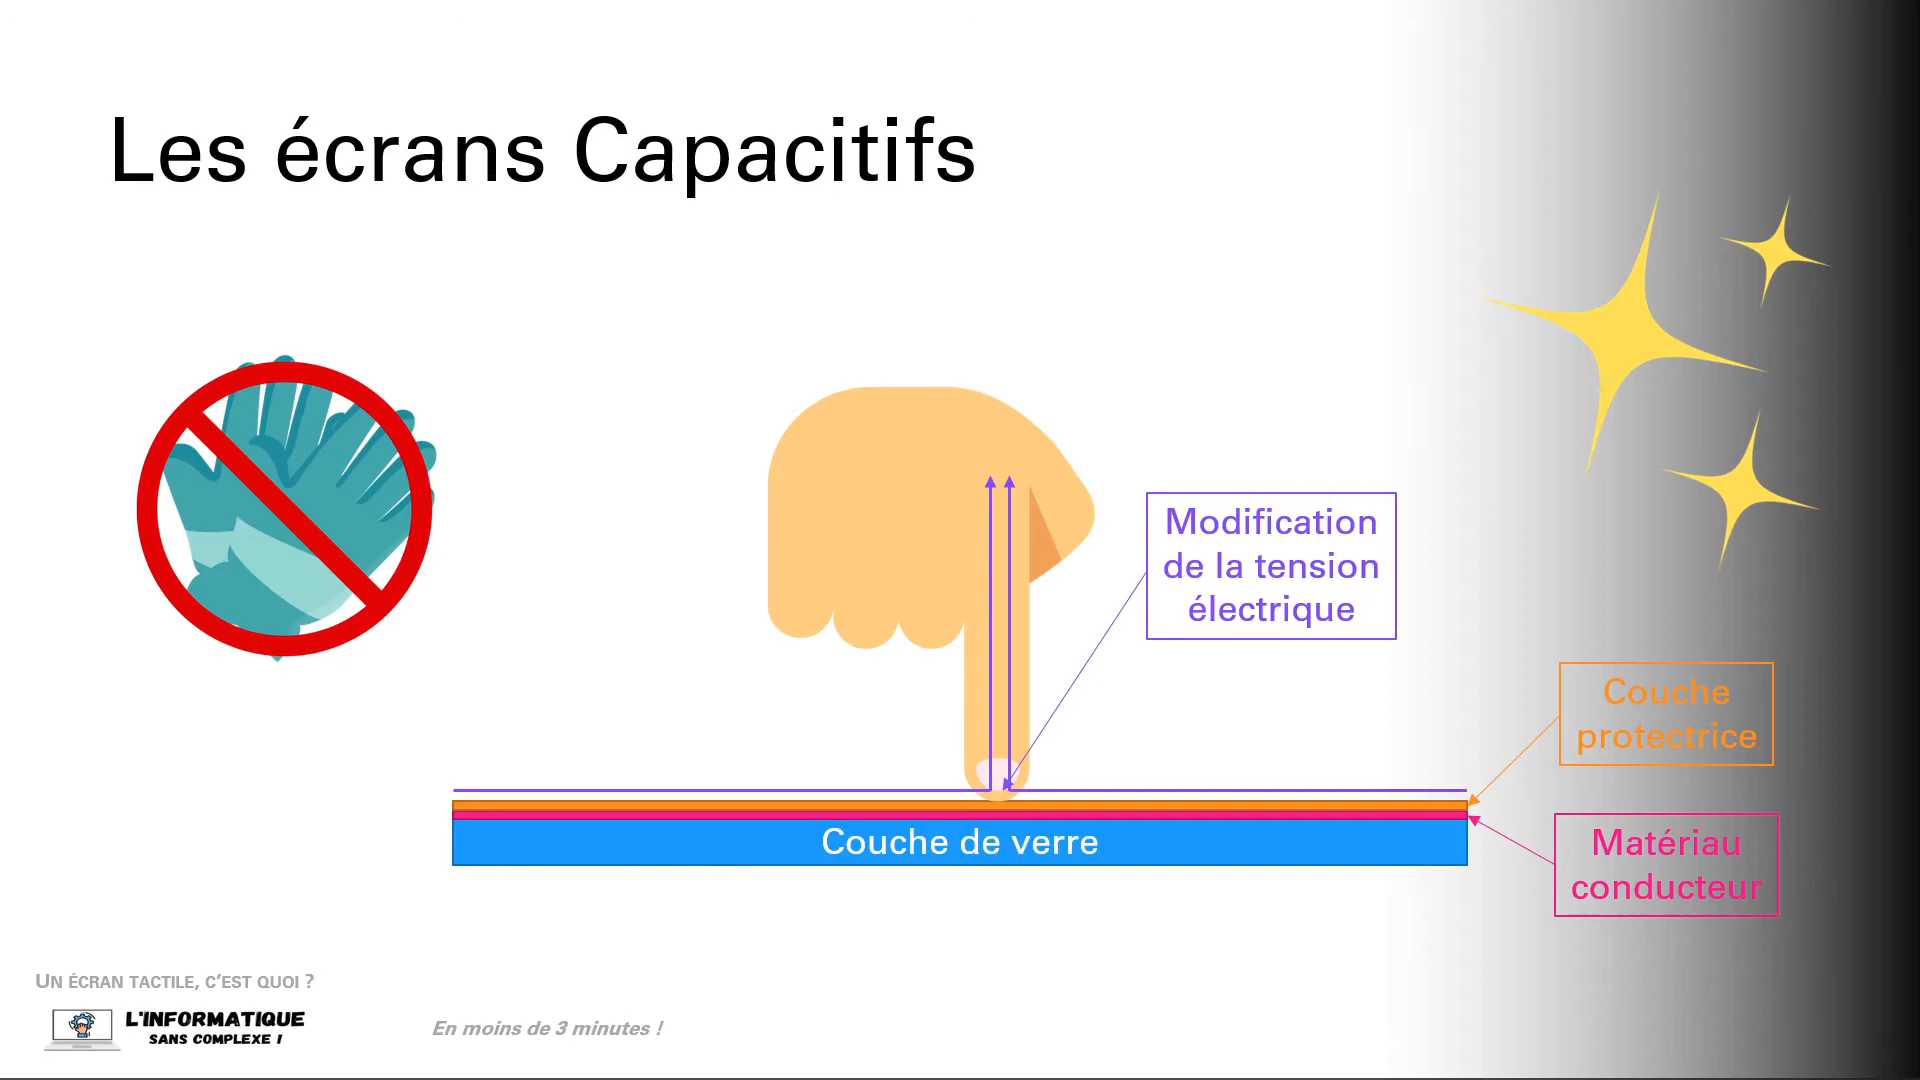 Les écrans Capacitifs
Modification
de la tension
électrique
Couche
protectrice
Matériau
conducteur
Couche de verre
UN ÉCRAN TACTILE, C'EST QUOI ?
L'INFORMATIQUE
SANS COMPLEXE !
En moins de 3 minutes !